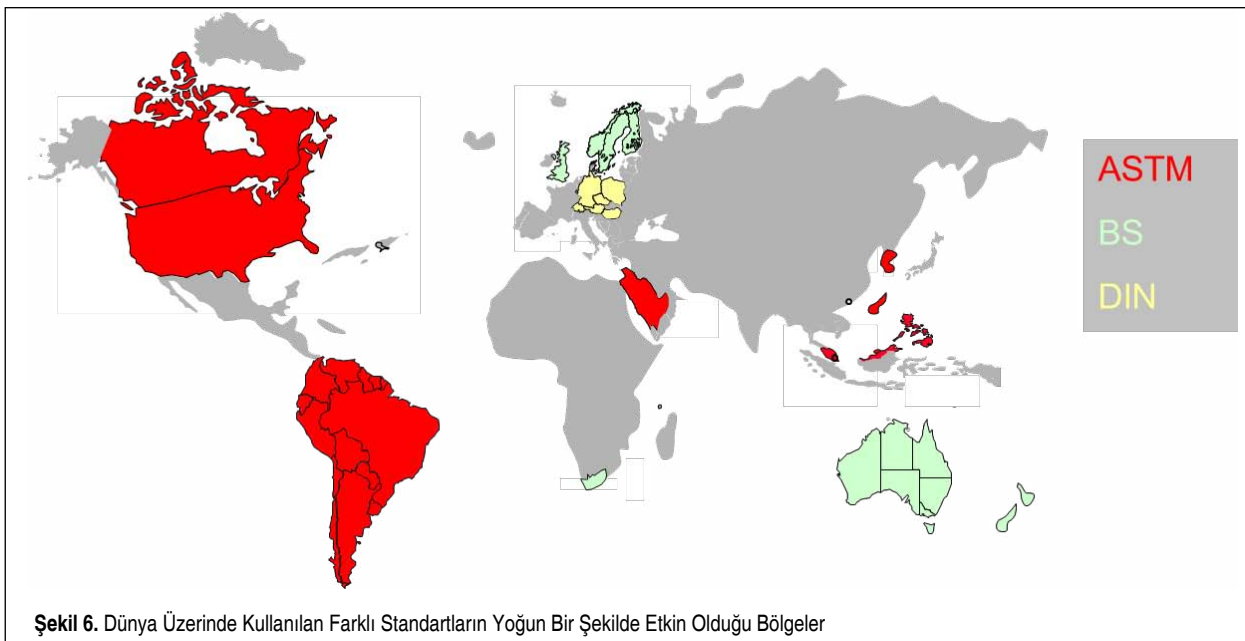 ASTM
BS
DIN
Şekil 6. Dünya Üzerinde Kullanılan Farklı Standartların Yoğun Bir Şekilde Etkin Olduğu Bölgeler